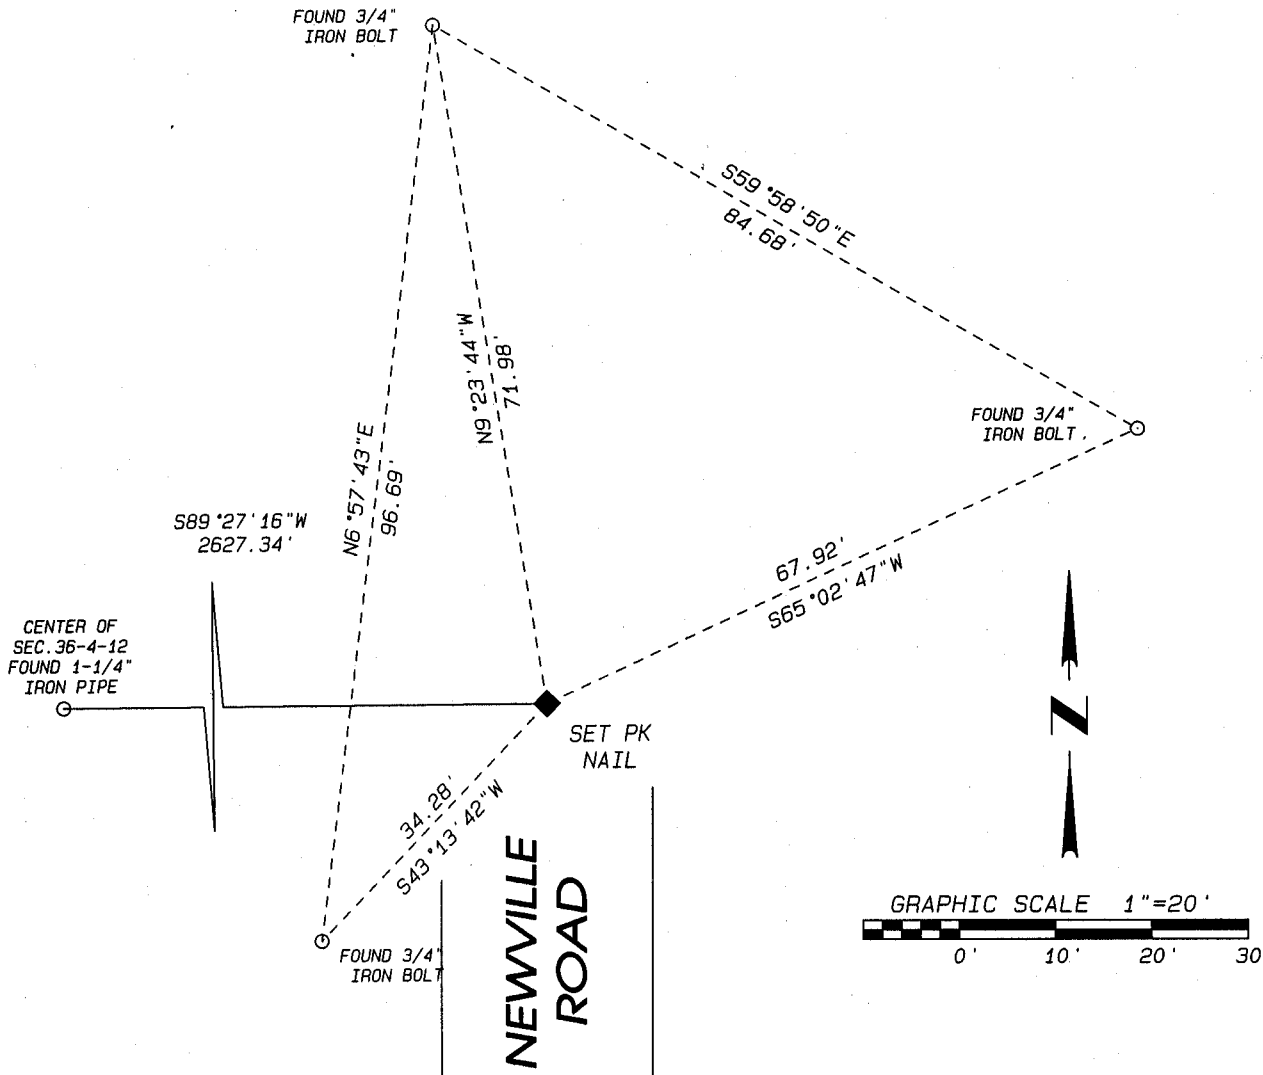 FOUND 3/4"
IRON BOLT
S59°58'50"E
84.68'
N9°23'44"W
71.98'
FOUND 3/4"
IRON BOLT
N6°57'43"E
96.69'
S89°27'16"W
2627.34'
67.92'
S65°02'47"W
CENTER OF
SEC.36-4-12
FOUND 1-1/4"
IRON PIPE
SET PK
NAIL
N
34.28'
S43°13'42"W
NEWVILLE
ROAD
GRAPHIC SCALE 1"=20'
0' 10' 20' 30
FOUND 3/4"
IRON BOLT